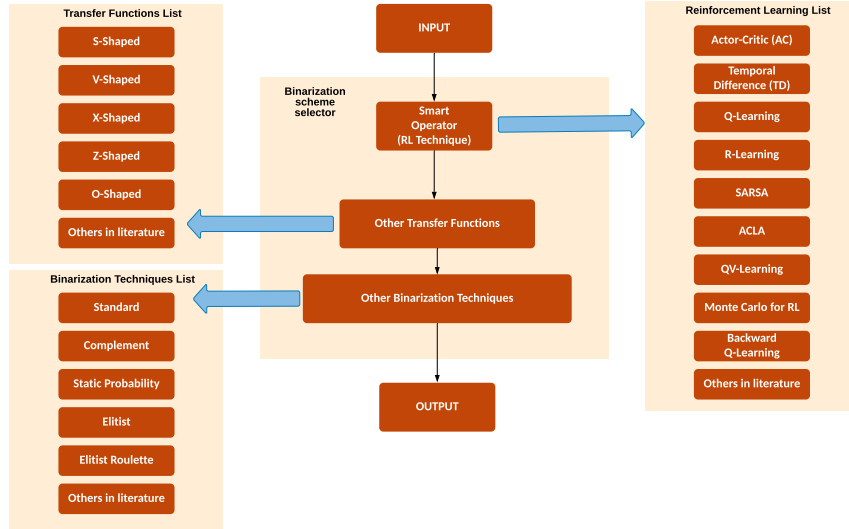 Transfer Functions List
S-Shaped
V-Shaped
X-Shaped
Z-Shaped
O-Shaped
Others in literature
Binarization Techniques List
Standard
Complement
Static Probability
Elitist
Elitist Roulette
Others in literature
INPUT
Binarization
scheme
selector
Smart
Operator
(RL Technique)
Other Transfer Functions
Other Binarization Techniques
OUTPUT
Reinforcement Learning List
Actor-Critic (AC)
Temporal
Difference (TD)
Q-Learning
R-Learning
SARSA
ACLA
QV-Learning
Monte Carlo for RL
Backward
Q-Learning
Others in literature